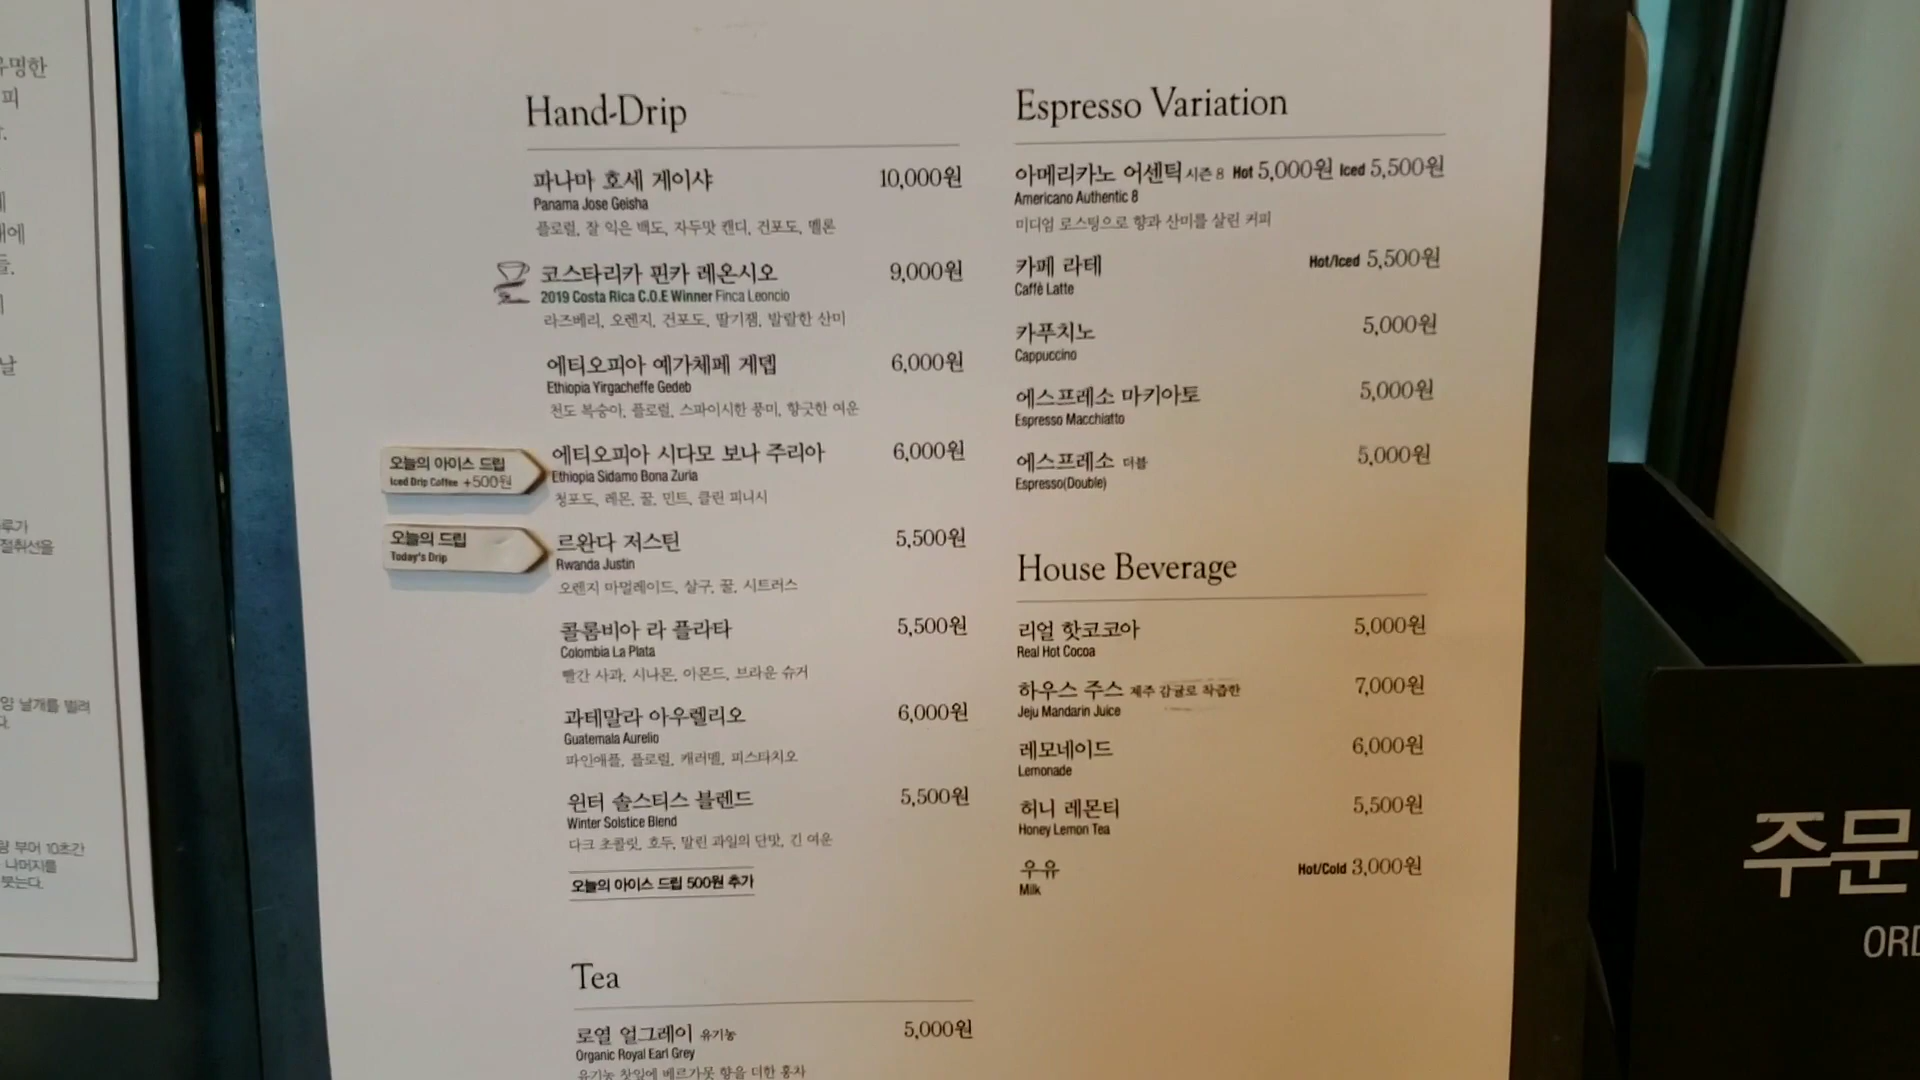 Hand-Drip
파나마 호세 게이샤 10,000원
Panama Jose Geisha
플로럴, 잘 익은 백도, 자두맛 캔디, 건포도, 멜론
코스타리카 핀카 레온시오 9,000원
2019 Costa Rica C.O.E Winner Finca Leoncio
라즈베리, 오렌지, 건포도, 딸기잼, 발랄한 산미
에티오피아 예가체페 게뎁 6,000원
Ethiopia Yirgacheffe Gedeb
천도 복숭아, 플로럴, 스파이시한 풍미, 향긋한 여운
오늘의 아이스 드립
Iced Drip Coffee +500원
에티오피아 시다모 보나 주리아 6,000원
Ethiopia Sidamo Bona Zuria
청포도, 레몬, 꿀, 민트, 클린 피니시
오늘의 드립
Today's Drip
르완다 저스틴 5,500원
Rwanda Justin
오렌지 마멀레이드, 살구, 꿀, 시트러스
콜롬비아 라 플라타 5,500원
Colombia La Plata
빨간 사과, 시나몬, 아몬드, 브라운 슈거
과테말라 아우렐리오 6,000원
Guatemala Aurelio
파인애플, 플로럴, 캐러멜, 피스타치오
윈터 솔스티스 블렌드 5,500원
Winter Solstice Blend
다크 초콜릿, 호두, 말린 과일의 단맛, 긴 여운
오늘의 아이스 드립 500원 추가
Tea
로열 얼그레이 유기농 5,000원
Organic Royal Earl Grey
유기농 찻잎에 베르가못 향을 더한 홍차
Espresso Variation
아메리카노 어센틱 시즌 8 Hot 5,000원 Iced 5,500원
Americano Authentic 8
미디엄 로스팅으로 향과 산미를 살린 커피
카페 라테 Hot/Iced 5,500원
Caffè Latte
카푸치노 5,000원
Cappuccino
에스프레소 마키아토 5,000원
Espresso Macchiatto
에스프레소 더블 5,000원
Espresso(Double)
House Beverage
리얼 핫코코아 5,000원
Real Hot Cocoa
하우스 주스 제주 감귤로 착즙한 7,000원
Jeju Mandarin Juice
레모네이드 6,000원
Lemonade
허니 레몬티 5,500원
Honey Lemon Tea
우유 Hot/Cold 3,000원
Milk
주문
ORD